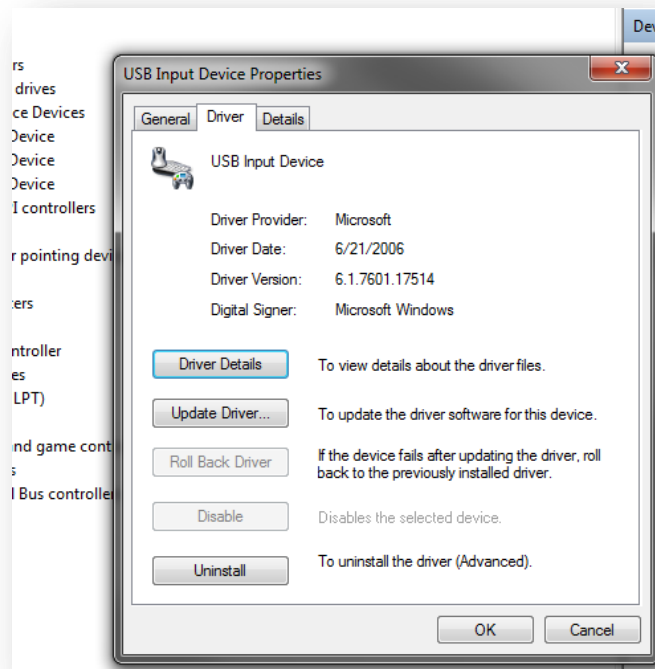 Dev
rs
drives
ce Devices
Device
Device
Device
PI controllers
r pointing devi
ters
ntroller
es
LPT)
and game cont
s
l Bus controller
USB Input Device Properties
General Driver Details
USB Input Device
Driver Provider: Microsoft
Driver Date: 6/21/2006
Driver Version: 6.1.7601.17514
Digital Signer: Microsoft Windows
Driver Details To view details about the driver files.
Update Driver... To update the driver software for this device.
Roll Back Driver If the device fails after updating the driver, roll
back to the previously installed driver.
Disable Disables the selected device.
Uninstall To uninstall the driver (Advanced).
OK Cancel